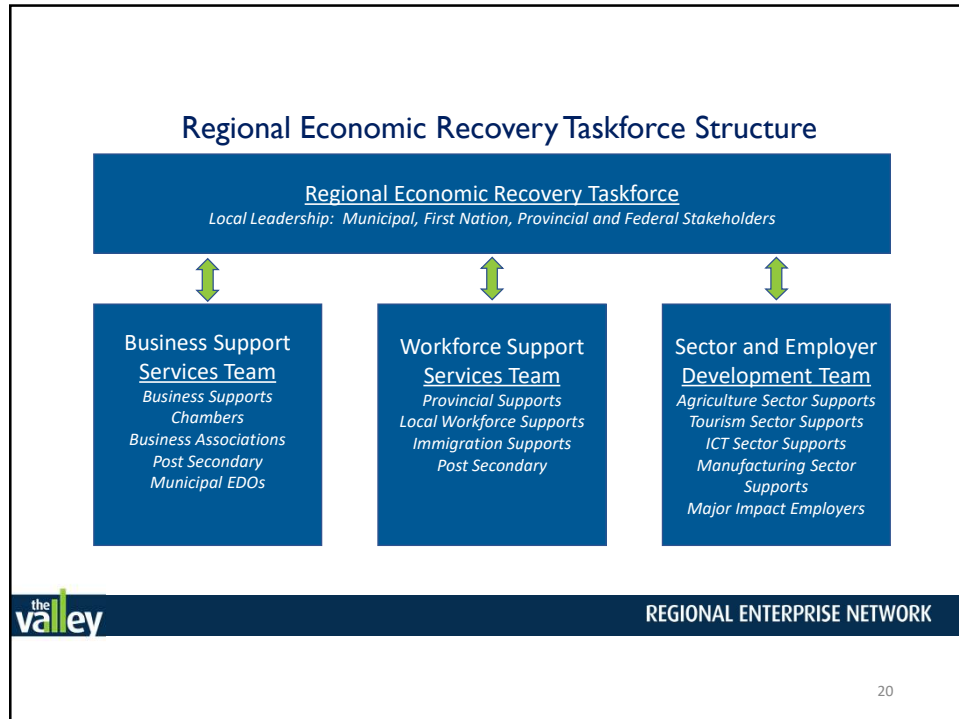 Regional Economic Recovery Taskforce Structure
Regional Economic Recovery Taskforce
Local Leadership: Municipal, First Nation, Provincial and Federal Stakeholders
Business Support
Services Team
Business Supports
Chambers
Business Associations
Post Secondary
Municipal EDOs
Workforce Support
Services Team
Provincial Supports
Local Workforce Supports
Immigration Supports
Post Secondary
Sector and Employer
Development Team
Agriculture Sector Supports
Tourism Sector Supports
ICT Sector Supports
Manufacturing Sector
Supports
Major Impact Employers
the
valley
REGIONAL ENTERPRISE NETWORK
20